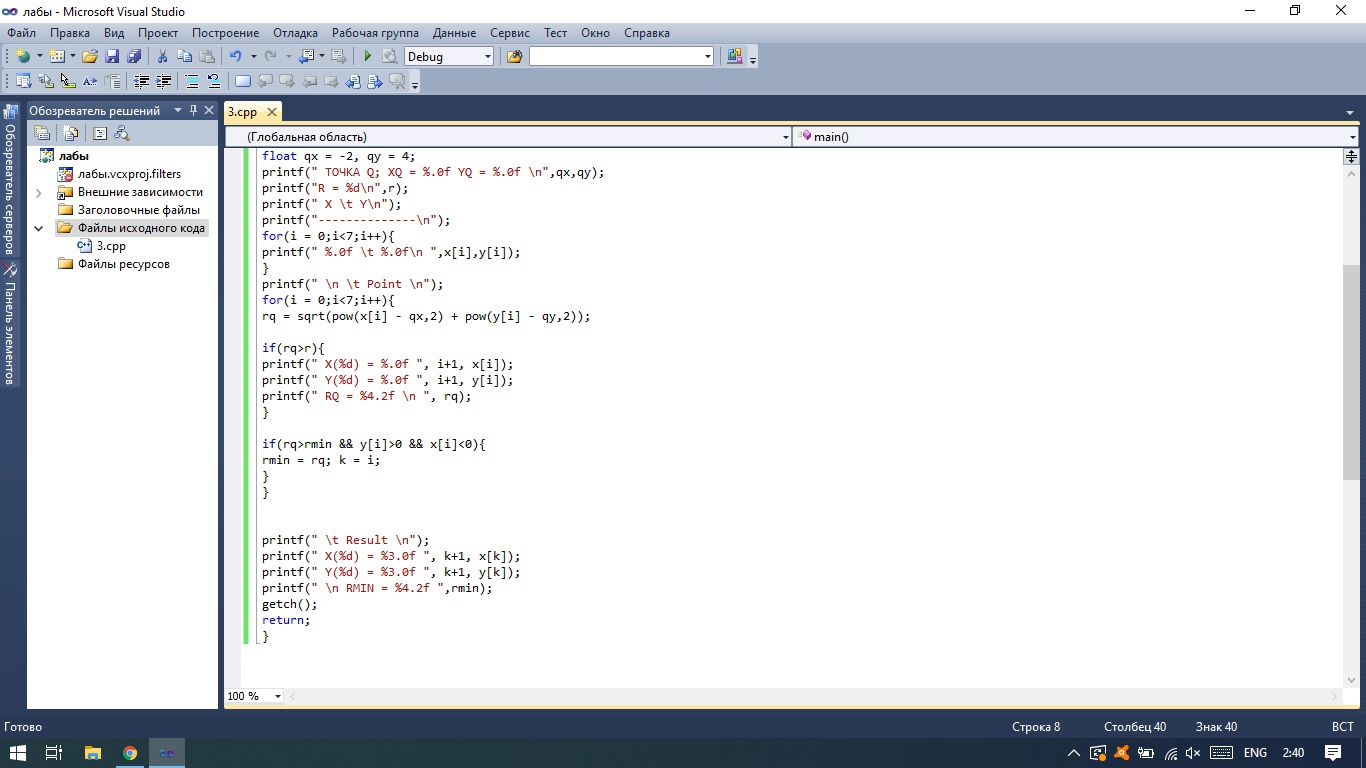 лабы - Microsoft Visual Studio
Файл Правка Вид Проект Построение Отладка Рабочая группа Данные Сервис Тест Окно Справка
Debug
Обозреватель решений
3.cpp
(Глобальная область)
main()
Обозреватель серверов
Панель элементов
лабы
лабы.vcxproj.filters
Внешние зависимости
Заголовочные файлы
Файлы исходного кода
3.cpp
Файлы ресурсов
float qx = -2, qy = 4;
printf(" ТОЧКА Q; XQ = %.0f YQ = %.0f \n",qx,qy);
printf("R = %d\n",r);
printf(" X \t Y\n");
printf("--------------\n");
for(i = 0;i<7;i++){
printf(" %.0f \t %.0f\n ",x[i],y[i]);
}
printf(" \n \t Point \n");
for(i = 0;i<7;i++){
rq = sqrt(pow(x[i] - qx,2) + pow(y[i] - qy,2));
if(rq>r){
printf(" X(%d) = %.0f ", i+1, x[i]);
printf(" Y(%d) = %.0f ", i+1, y[i]);
printf(" RQ = %4.2f \n ", rq);
}
if(rq>rmin && y[i]>0 && x[i]<0){
rmin = rq; k = i;
}
}
printf(" \t Result \n");
printf(" X(%d) = %3.0f ", k+1, x[k]);
printf(" Y(%d) = %3.0f ", k+1, y[k]);
printf(" \n RMIN = %4.2f ",rmin);
getch();
return;
}
100 %
Готово
Строка 8 Столбец 40 Знак 40 ВСТ
ENG 2:40